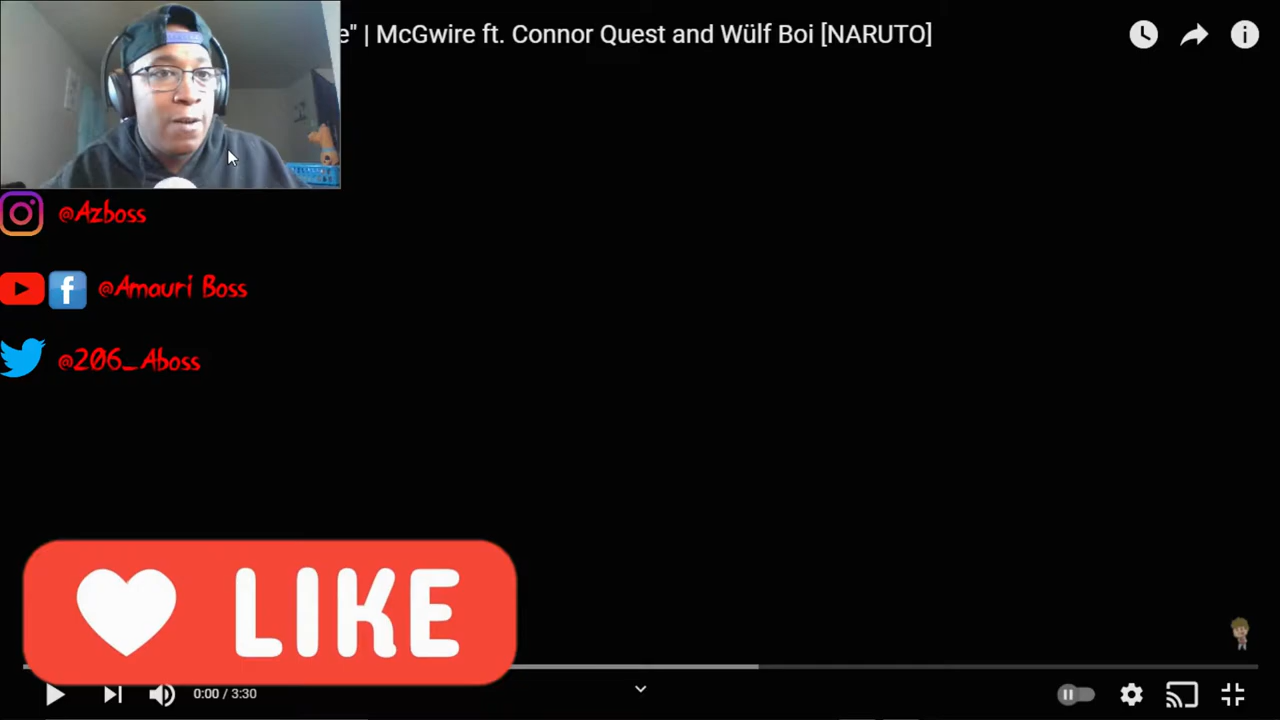 e" | McGwire ft. Connor Quest and Wülf Boi [NARUTO]
@Azboss
@Amauri Boss
@206_Aboss
LIKE
0:00 / 3:30